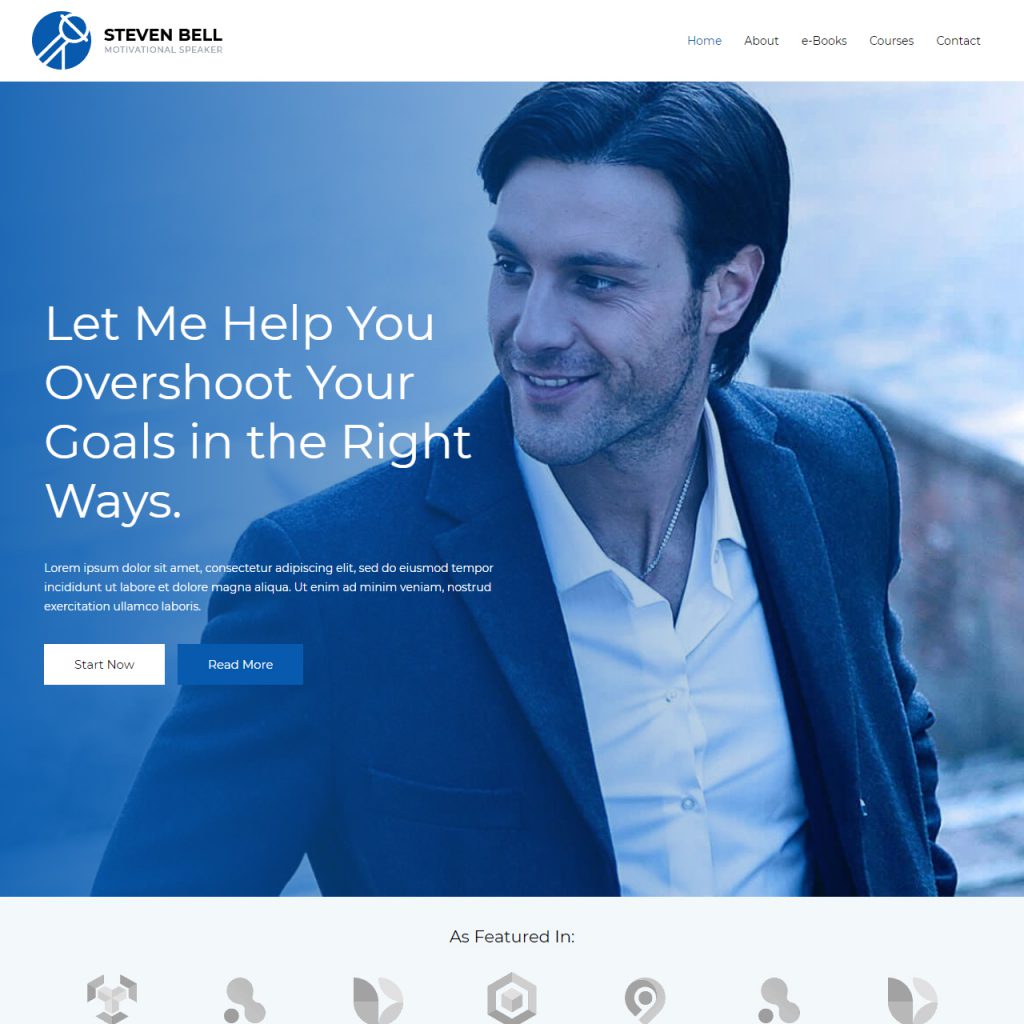 STEVEN BELL
MOTIVATIONAL SPEAKER
Home About e-Books Courses Contact
Let Me Help You
Overshoot Your
Goals in the Right
Ways.
Lorem ipsum dolor sit amet, consectetur adipiscing elit, sed do eiusmod tempor
incididunt ut labore et dolore magna aliqua. Ut enim ad minim veniam, nostrud
exercitation ullamco laboris.
Start Now Read More
As Featured In: